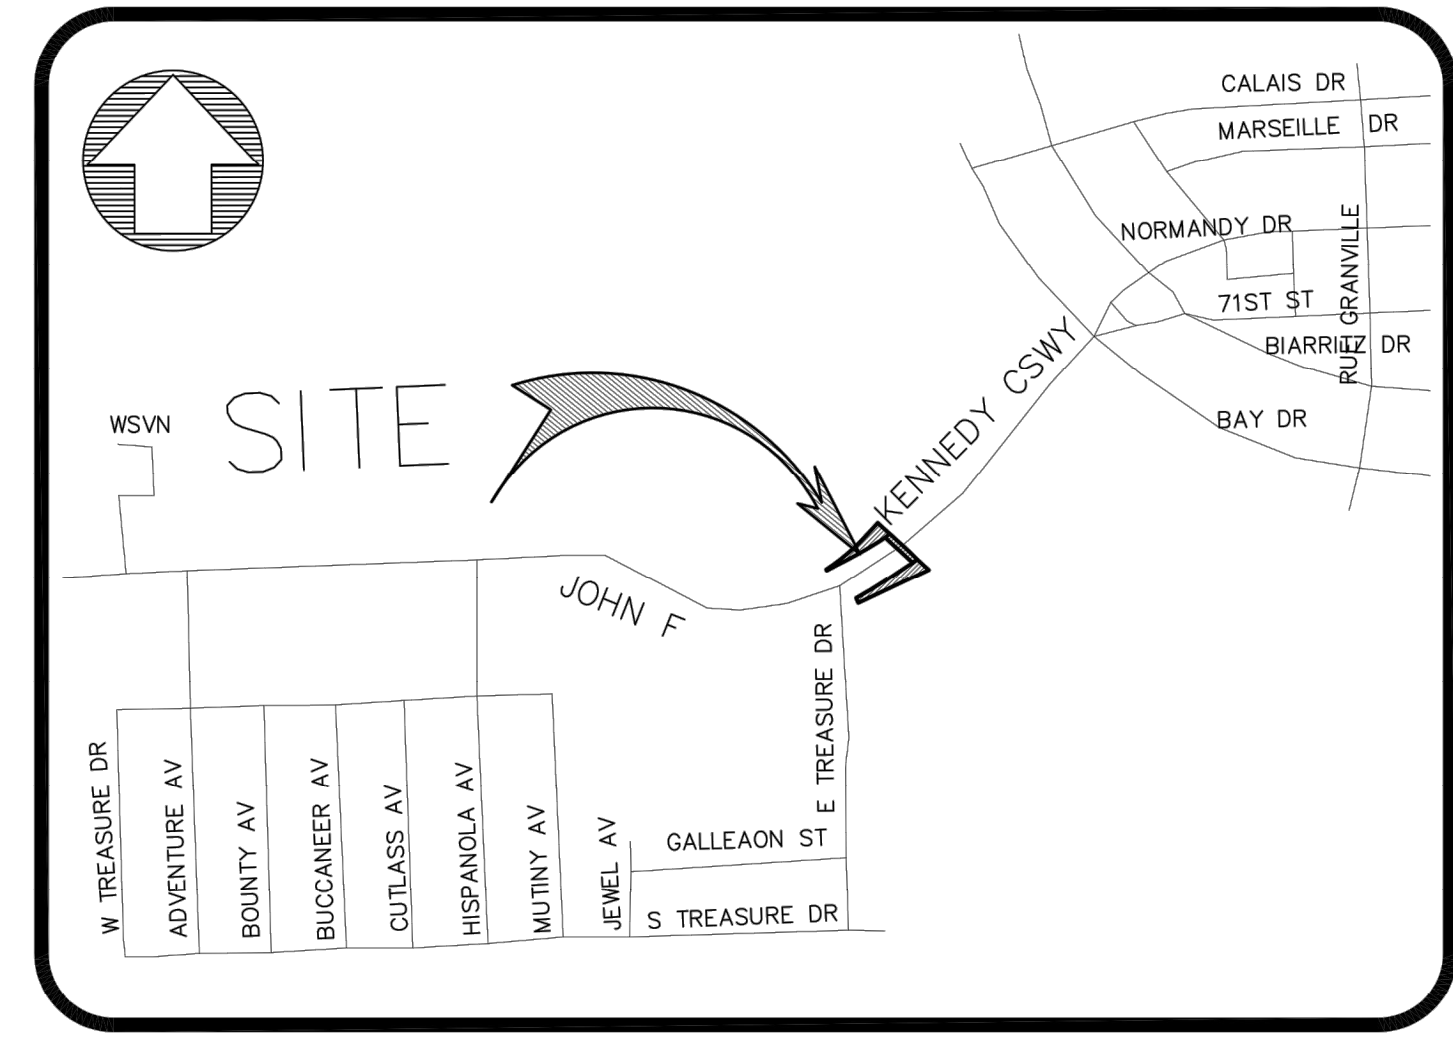 CALAIS DR
MARSEILLE DR
NORMANDY DR
RUE GRANVILLE
71ST ST
BIARRITZ DR
BAY DR
WSVN
SITE
JOHN F
KENNEDY CSWY
E TREASURE DR
W TREASURE DR
ADVENTURE AV
BOUNTY AV
BUCCANEER AV
CUTLASS AV
HISPANOLA AV
MUTINY AV
JEWEL AV
GALLEAON ST
S TREASURE DR